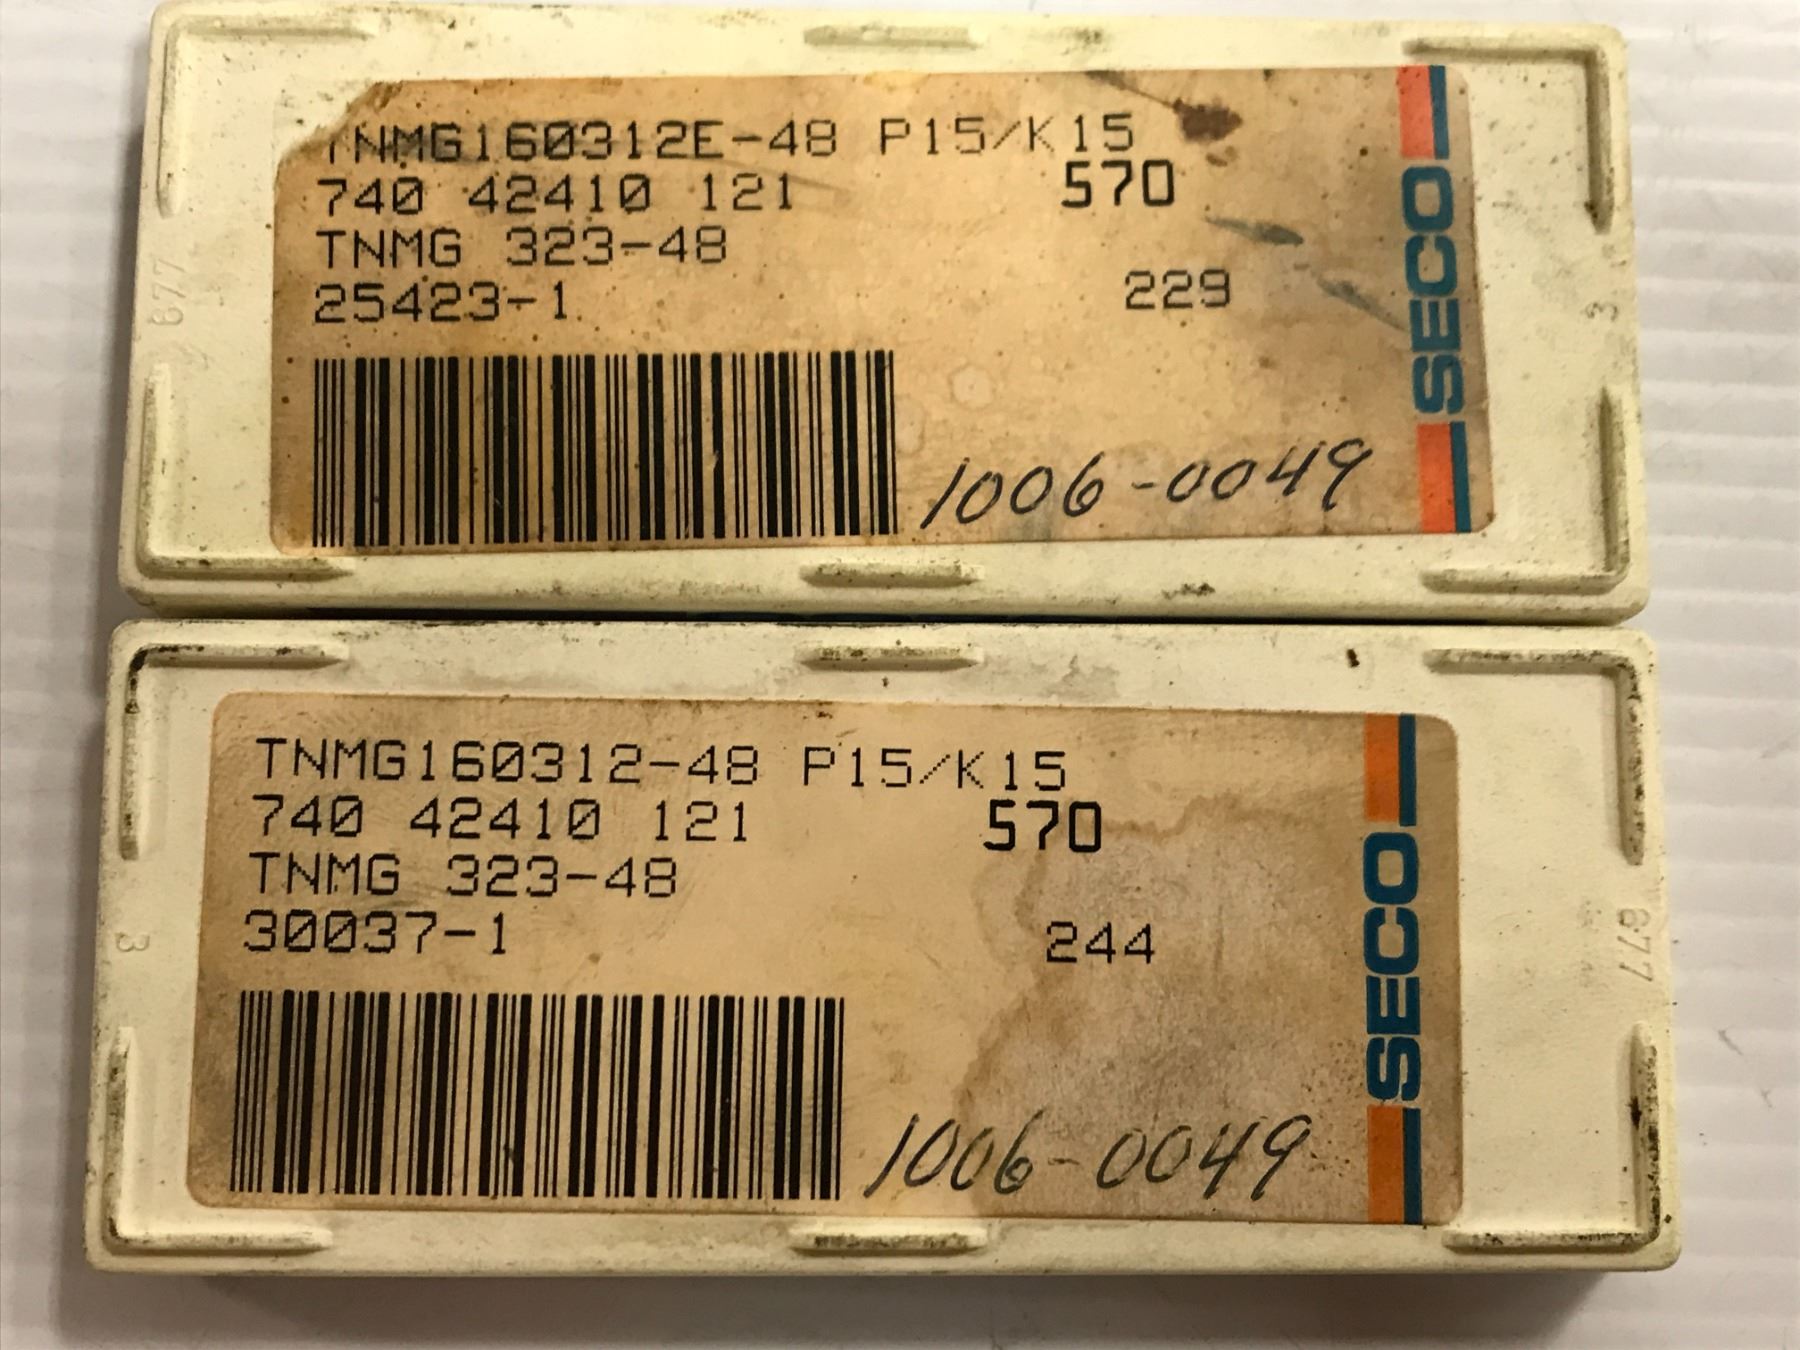 TNMG160312E-48 P15/K15
740 42410 121 570
TNMG 323-48
25423-1 229
1006-0049
SECO
877
3
TNMG160312-48 P15/K15
740 42410 121 570
TNMG 323-48
30037-1 244
1006-0049
SECO
3
877